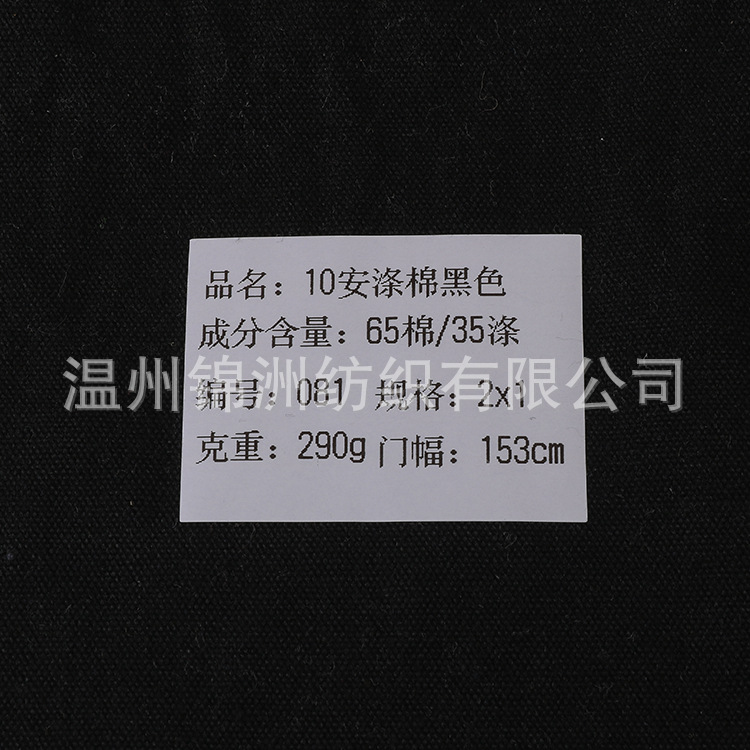 品名：10安涤棉黑色
成分含量：65棉/35涤
温州锦洲纺织有限公司
编号：081 规格：2x1
克重：290g 门幅：153cm